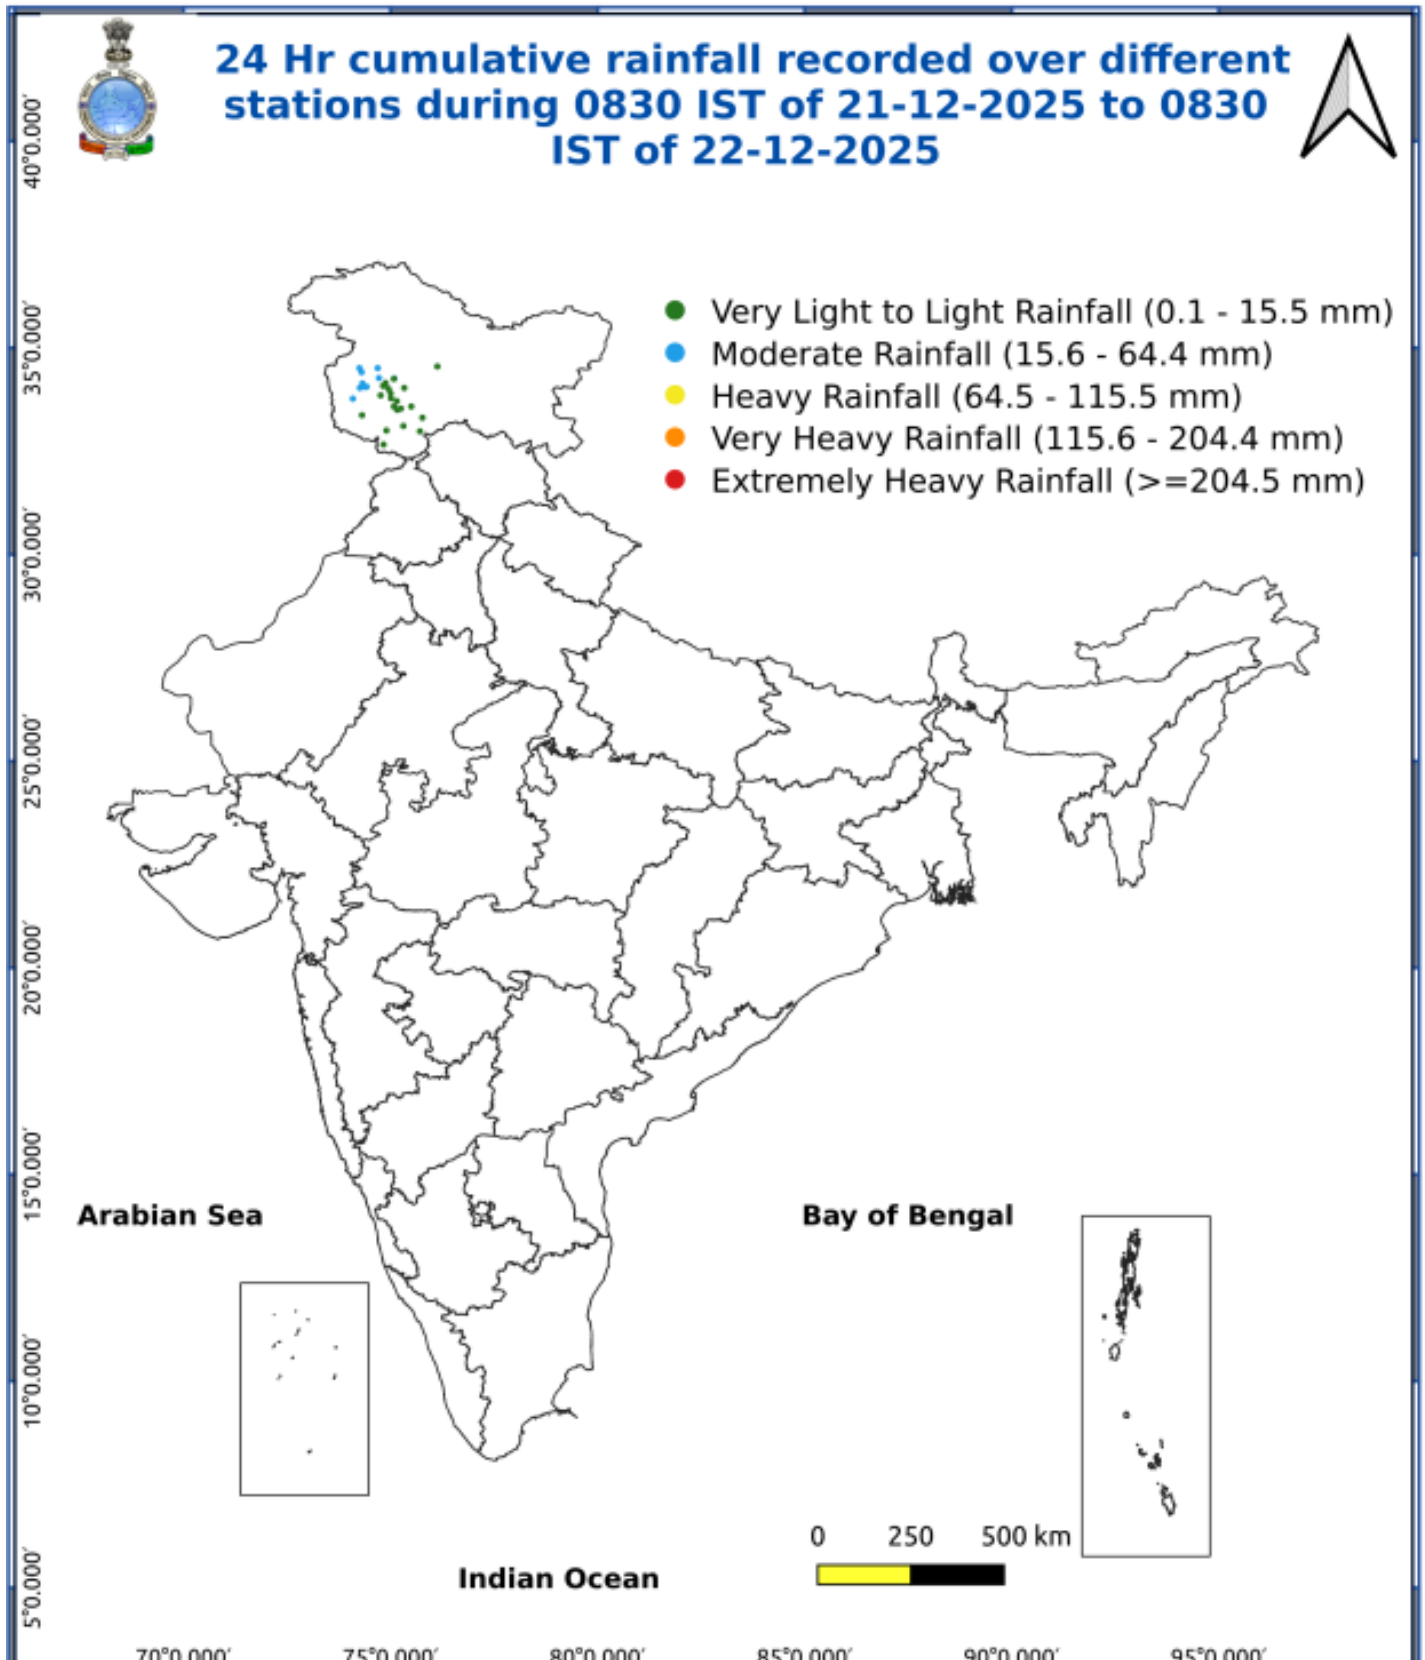 24 Hr cumulative rainfall recorded over different
stations during 0830 IST of 21-12-2025 to 0830
IST of 22-12-2025
40°0.000′
35°0.000′
30°0.000′
25°0.000′
20°0.000′
15°0.000′
10°0.000′
5°0.000′
Very Light to Light Rainfall (0.1 - 15.5 mm)
Moderate Rainfall (15.6 - 64.4 mm)
Heavy Rainfall (64.5 - 115.5 mm)
Very Heavy Rainfall (115.6 - 204.4 mm)
Extremely Heavy Rainfall (>=204.5 mm)
Arabian Sea
Bay of Bengal
0 250 500 km
Indian Ocean
70°0.000′ 75°0.000′ 80°0.000′ 85°0.000′ 90°0.000′ 95°0.000′